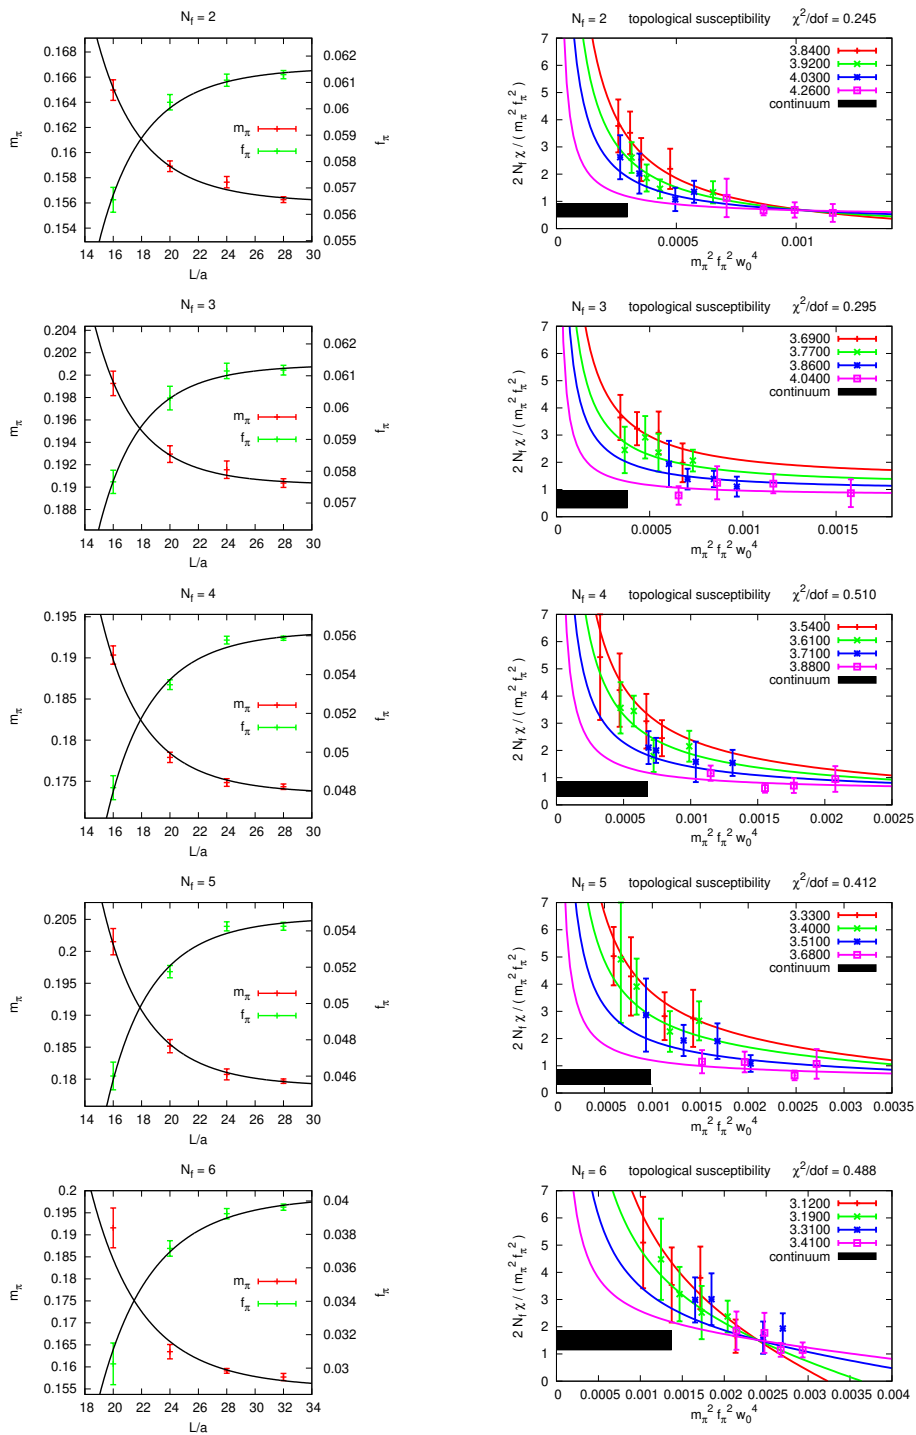 N_f = 2
m_π
0.168
0.166
0.164
0.162
0.16
0.158
0.156
0.154
0.062
0.061
0.06
0.059
0.058
0.057
0.056
0.055
f_π
m_π
f_π
14 16 18 20 22 24 26 28 30
L/a
N_f = 2 topological susceptibility χ²/dof = 0.245
2 N_f χ / ( m_π² f_π² )
7
6
5
4
3
2
1
0
3.8400
3.9200
4.0300
4.2600
continuum
0 0.0005 0.001
m_π² f_π² w_0⁴
N_f = 3
m_π
0.204
0.202
0.2
0.198
0.196
0.194
0.192
0.19
0.188
0.062
0.061
0.06
0.059
0.058
0.057
f_π
m_π
f_π
14 16 18 20 22 24 26 28 30
L/a
N_f = 3 topological susceptibility χ²/dof = 0.295
2 N_f χ / ( m_π² f_π² )
7
6
5
4
3
2
1
0
3.6900
3.7700
3.8600
4.0400
continuum
0 0.0005 0.001 0.0015
m_π² f_π² w_0⁴
N_f = 4
m_π
0.195
0.19
0.185
0.18
0.175
0.056
0.054
0.052
0.05
0.048
f_π
m_π
f_π
14 16 18 20 22 24 26 28 30
L/a
N_f = 4 topological susceptibility χ²/dof = 0.510
2 N_f χ / ( m_π² f_π² )
7
6
5
4
3
2
1
0
3.5400
3.6100
3.7100
3.8800
continuum
0 0.0005 0.001 0.0015 0.002 0.0025
m_π² f_π² w_0⁴
N_f = 5
m_π
0.205
0.2
0.195
0.19
0.185
0.18
0.054
0.052
0.05
0.048
0.046
f_π
m_π
f_π
14 16 18 20 22 24 26 28 30
L/a
N_f = 5 topological susceptibility χ²/dof = 0.412
2 N_f χ / ( m_π² f_π² )
7
6
5
4
3
2
1
0
3.3300
3.4000
3.5100
3.6800
continuum
0 0.0005 0.001 0.0015 0.002 0.0025 0.003 0.0035
m_π² f_π² w_0⁴
N_f = 6
m_π
0.2
0.195
0.19
0.185
0.18
0.175
0.17
0.165
0.16
0.155
0.04
0.038
0.036
0.034
0.032
0.03
f_π
m_π
f_π
18 20 22 24 26 28 30 32 34
L/a
N_f = 6 topological susceptibility χ²/dof = 0.488
2 N_f χ / ( m_π² f_π² )
7
6
5
4
3
2
1
0
3.1200
3.1900
3.3100
3.4100
continuum
0 0.0005 0.001 0.0015 0.002 0.0025 0.003 0.0035 0.004
m_π² f_π² w_0⁴